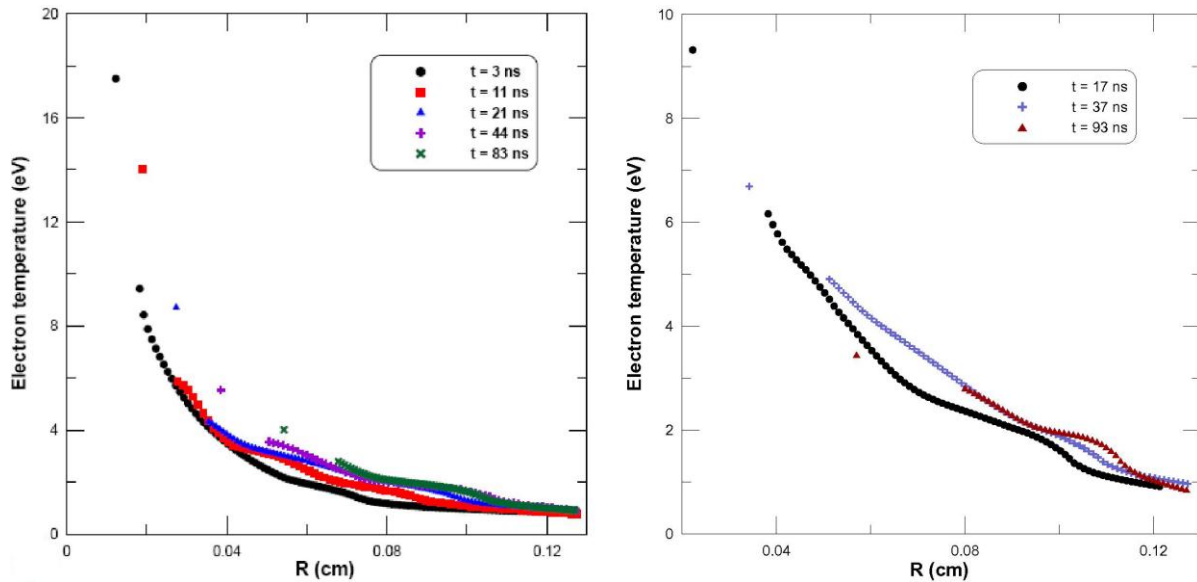 20
16
12
8
4
0
Electron temperature (eV)
0
0.04
0.08
0.12
R (cm)
t = 3 ns
t = 11 ns
t = 21 ns
t = 44 ns
t = 83 ns
10
8
6
4
2
0
Electron temperature (eV)
0.04
0.08
0.12
R (cm)
t = 17 ns
t = 37 ns
t = 93 ns